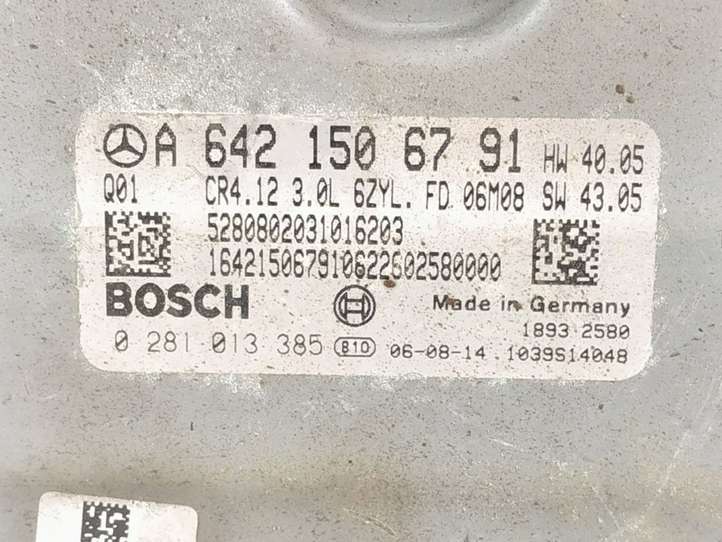 A 642 150 67 91 HW 40.05
Q01 CR4.12 3.0L 6ZYL. FD 06M08 SW 43.05
5280802031016203
164215067910622602580000
BOSCH Made in Germany
1893 2580
0 281 013 385 810 06-08-14 1039S14048